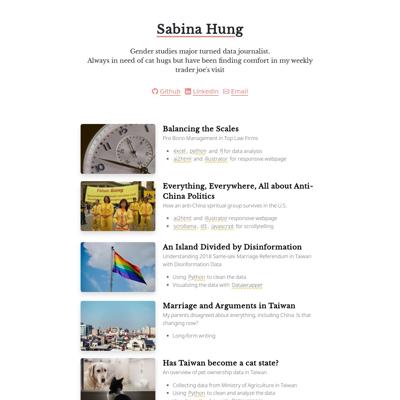 Sabina Hung
Gender studies major turned data journalist.
Always in need of cat hugs but have been finding comfort in my weekly
trader joe's visit
Github LinkedIn Email
Balancing the Scales
Pro Bono Management in Top Law Firms
excel, python and R for data analysis
ai2html and illustrator for responsive webpage
Everything, Everywhere, All about Anti-
China Politics
How an anti-China spiritual group survives in the U.S.
ai2html and illustrator responsive webpage
scrollama, d3, javascript for scrollytelling
An Island Divided by Disinformation
Understanding 2018 Same-sex Marriage Referendum in Taiwan
with Disinformation Data
Using Python to clean the data
Visualizing the data with Datawrapper
Marriage and Arguments in Taiwan
My parents disagreed about everything, including China. Is that
changing now?
Long-form writing
Has Taiwan become a cat state?
An overview of pet ownership data in Taiwan
Collecting data from Ministry of Agriculture in Taiwan
Using Python to clean and analyze the data